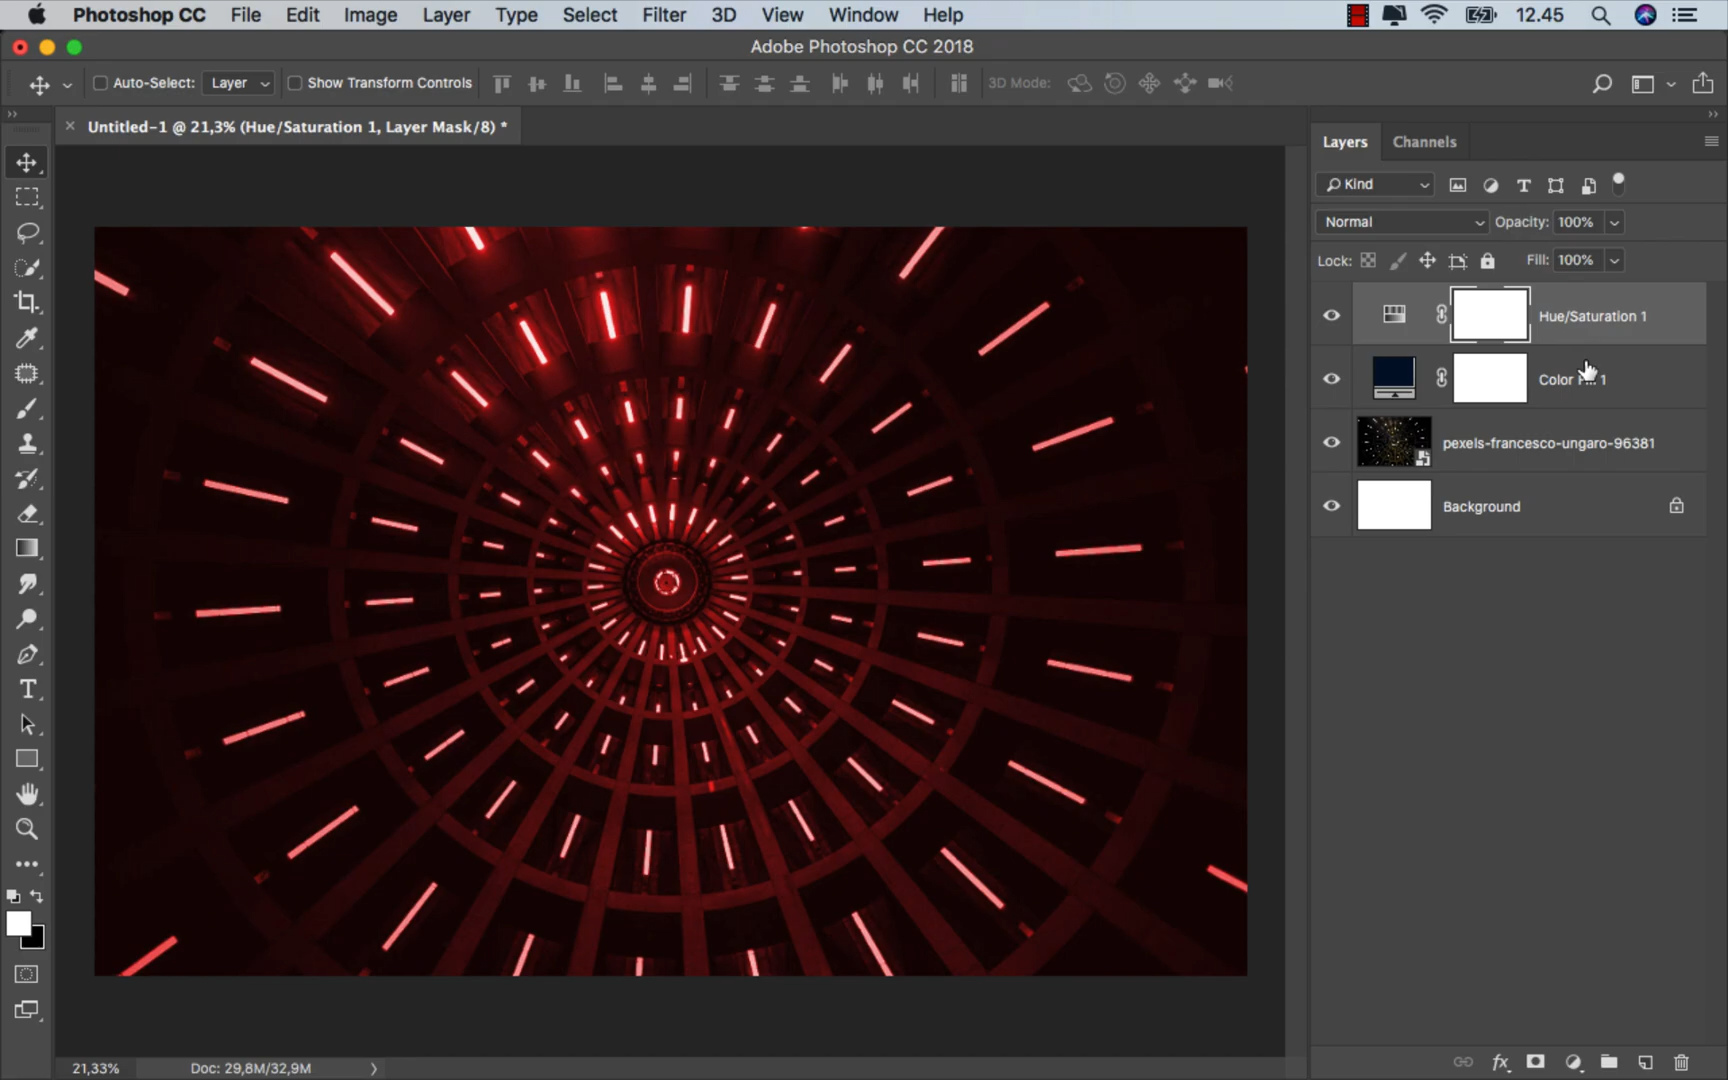 Photoshop CC File Edit Image Layer Type Select Filter 3D View Window Help 12.45
Adobe Photoshop CC 2018
Auto-Select: Layer Show Transform Controls 3D Mode:
Untitled-1 @ 21,3% (Hue/Saturation 1, Layer Mask/8) *
Layers Channels
Kind
Normal Opacity: 100%
Lock: Fill: 100%
Hue/Saturation 1
Color 1
pexels-francesco-ungaro-96381
Background
21,33% Doc: 29,8M/32,9M